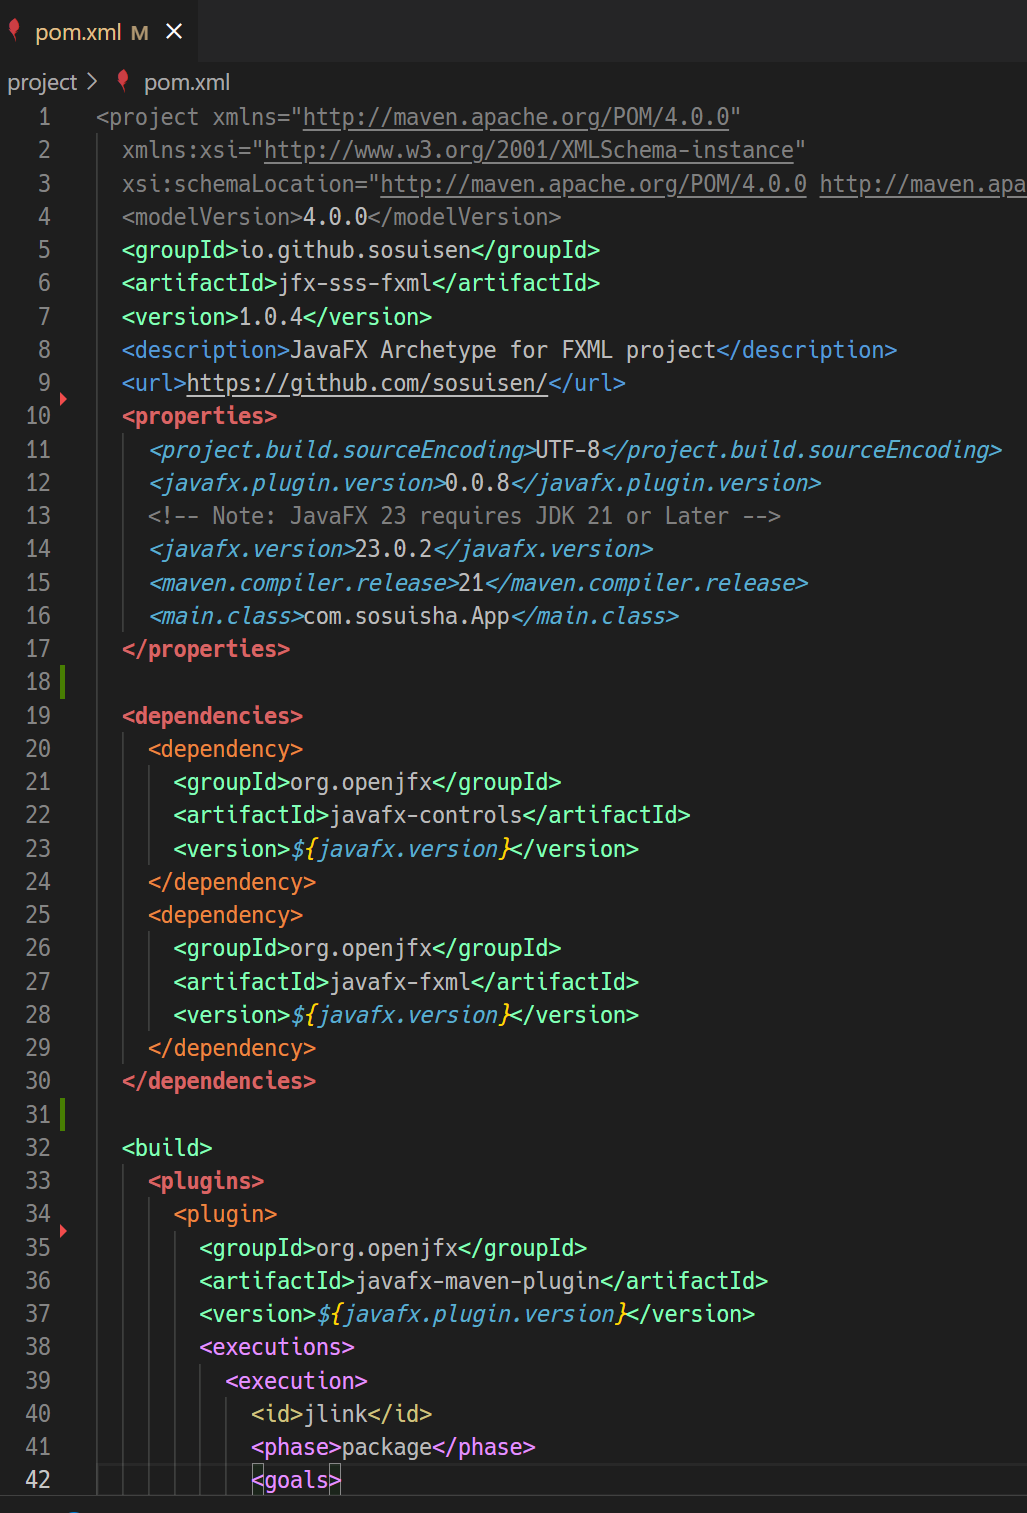 pom.xml M ×
project > pom.xml
1 <project xmlns="http://maven.apache.org/POM/4.0.0"
2 xmlns:xsi="http://www.w3.org/2001/XMLSchema-instance"
3 xsi:schemaLocation="http://maven.apache.org/POM/4.0.0 http://maven.apa
4 <modelVersion>4.0.0</modelVersion>
5 <groupId>io.github.sosuisen</groupId>
6 <artifactId>jfx-sss-fxml</artifactId>
7 <version>1.0.4</version>
8 <description>JavaFX Archetype for FXML project</description>
9 <url>https://github.com/sosuisen/</url>
10 <properties>
11 <project.build.sourceEncoding>UTF-8</project.build.sourceEncoding>
12 <javafx.plugin.version>0.0.8</javafx.plugin.version>
13 <!-- Note: JavaFX 23 requires JDK 21 or Later -->
14 <javafx.version>23.0.2</javafx.version>
15 <maven.compiler.release>21</maven.compiler.release>
16 <main.class>com.sosuisha.App</main.class>
17 </properties>
18
19 <dependencies>
20 <dependency>
21 <groupId>org.openjfx</groupId>
22 <artifactId>javafx-controls</artifactId>
23 <version>${javafx.version}</version>
24 </dependency>
25 <dependency>
26 <groupId>org.openjfx</groupId>
27 <artifactId>javafx-fxml</artifactId>
28 <version>${javafx.version}</version>
29 </dependency>
30 </dependencies>
31
32 <build>
33 <plugins>
34 <plugin>
35 <groupId>org.openjfx</groupId>
36 <artifactId>javafx-maven-plugin</artifactId>
37 <version>${javafx.plugin.version}</version>
38 <executions>
39 <execution>
40 <id>jlink</id>
41 <phase>package</phase>
42 <goals>